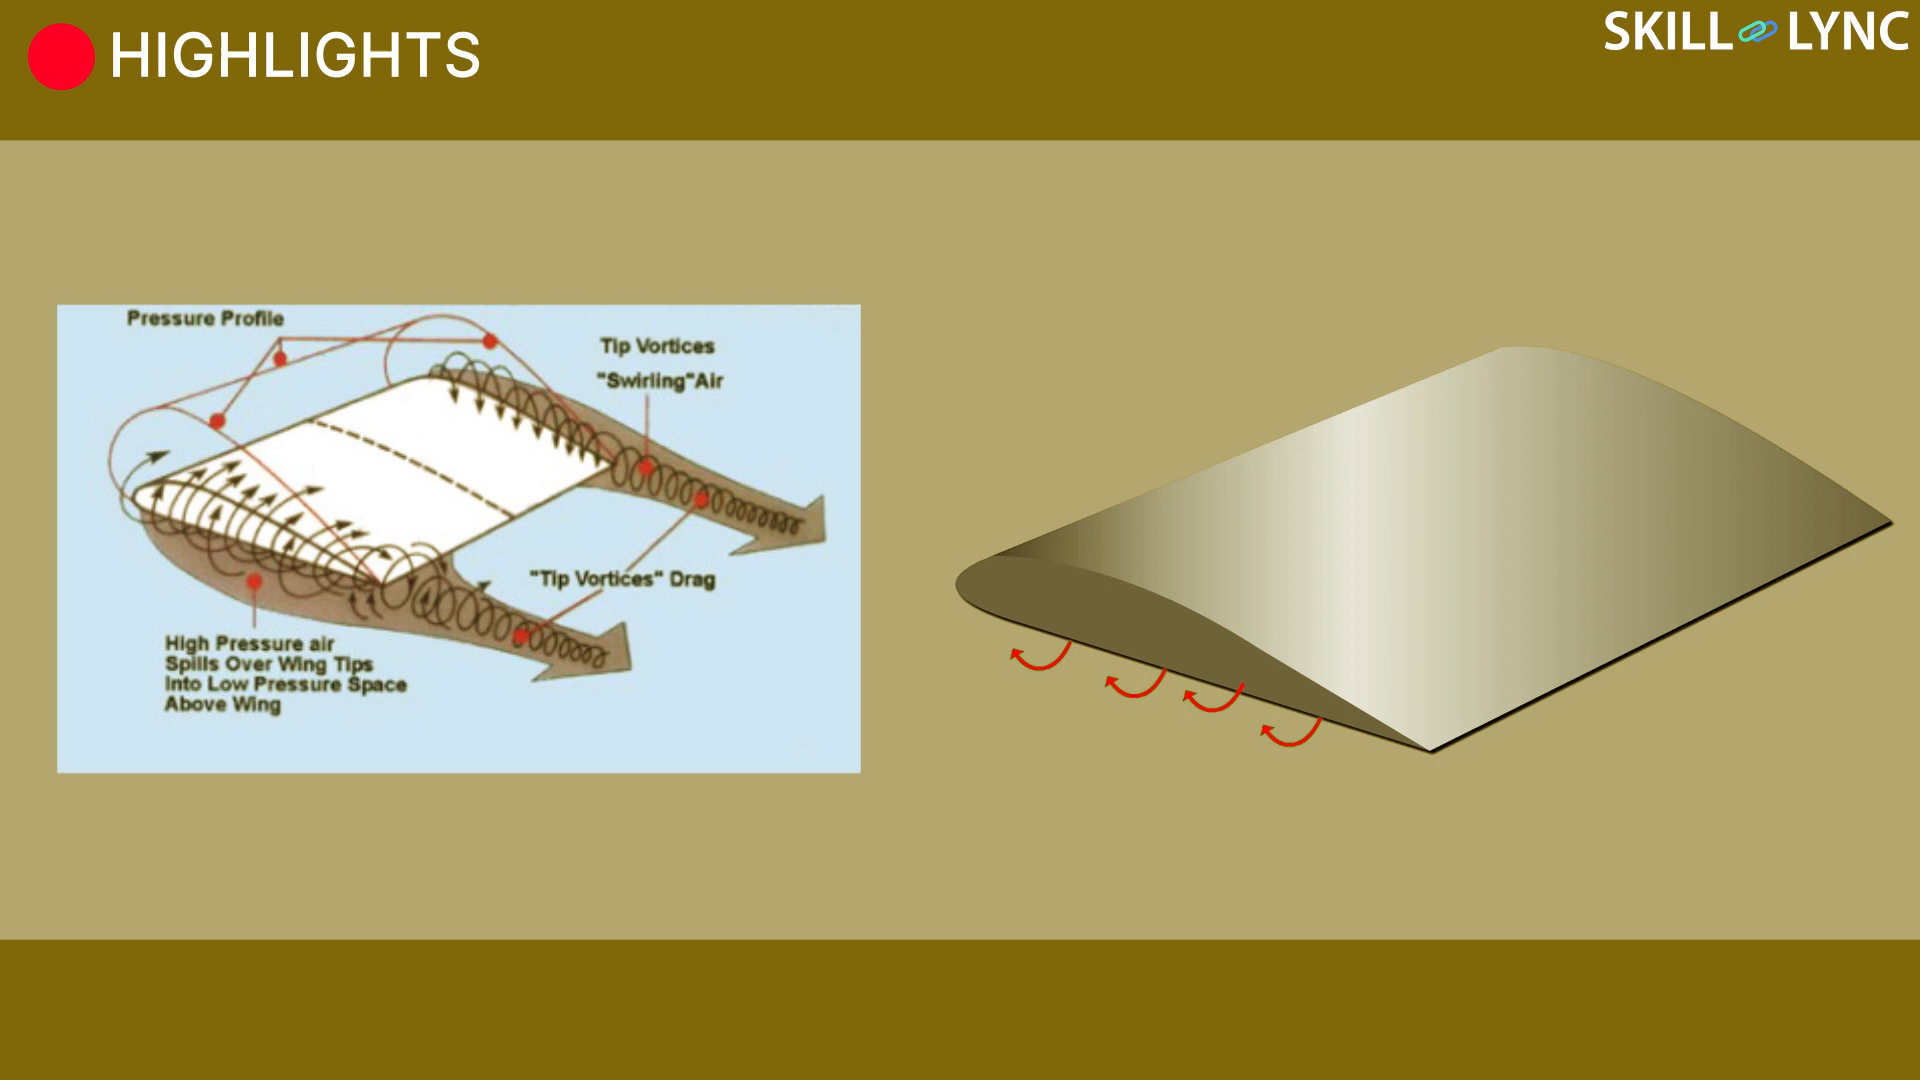 HIGHLIGHTS
SKILL LYNC
Pressure Profile
Tip Vortices
"Swirling"Air
"Tip Vortices" Drag
High Pressure air
Spills Over Wing Tips
Into Low Pressure Space
Above Wing